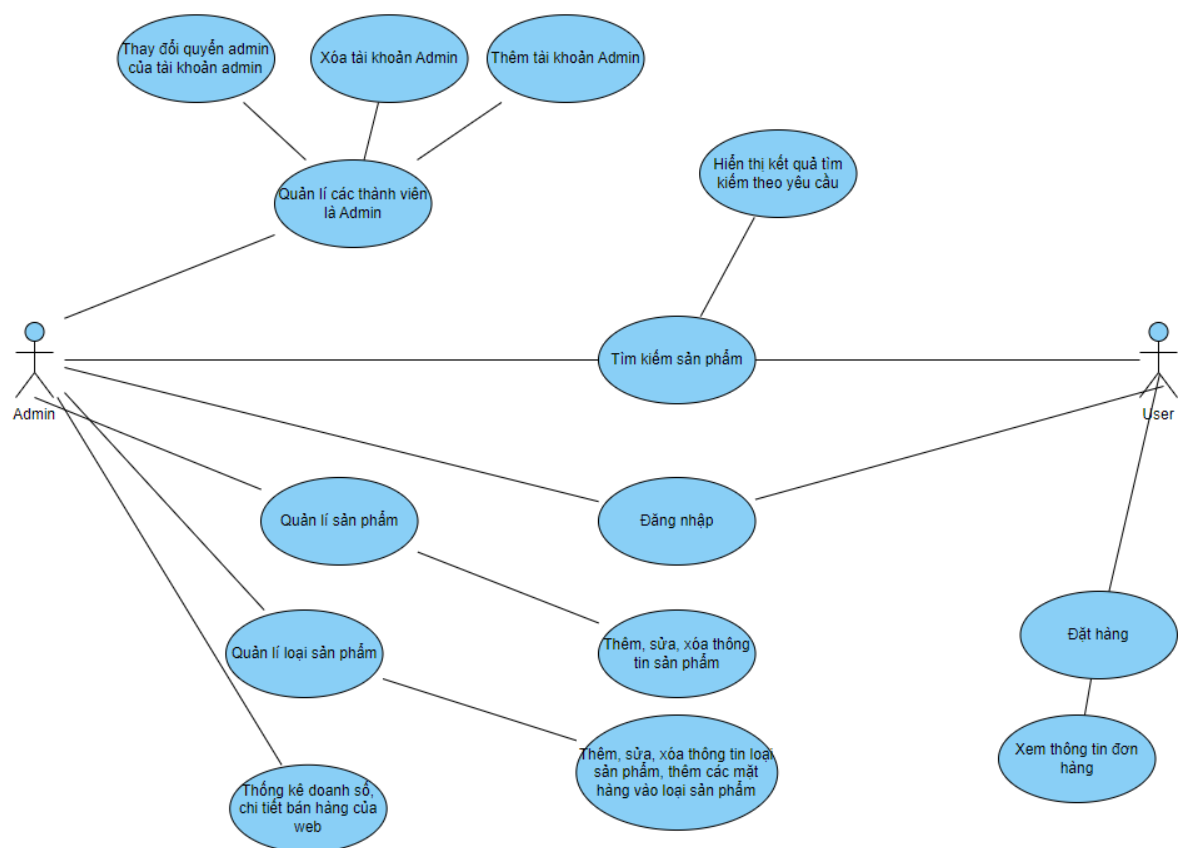 Thay đổi quyển admin
của tài khoản admin
Xóa tài khoản Admin
Thêm tài khoản Admin
Hiển thị kết quả tìm
kiếm theo yêu cầu
Quản lí các thành viên
là Admin
Tìm kiếm sản phẩm
Admin
User
Quản lí sản phẩm
Đăng nhập
Đặt hàng
Quản lí loại sản phẩm
Thêm, sửa, xóa thông
tin sản phẩm
Xem thông tin đơn
hàng
Thêm, sửa, xóa thông tin loại
sản phẩm, thêm các mặt
hàng vào loại sản phẩm
Thống kê doanh số,
chi tiết bán hàng của
web